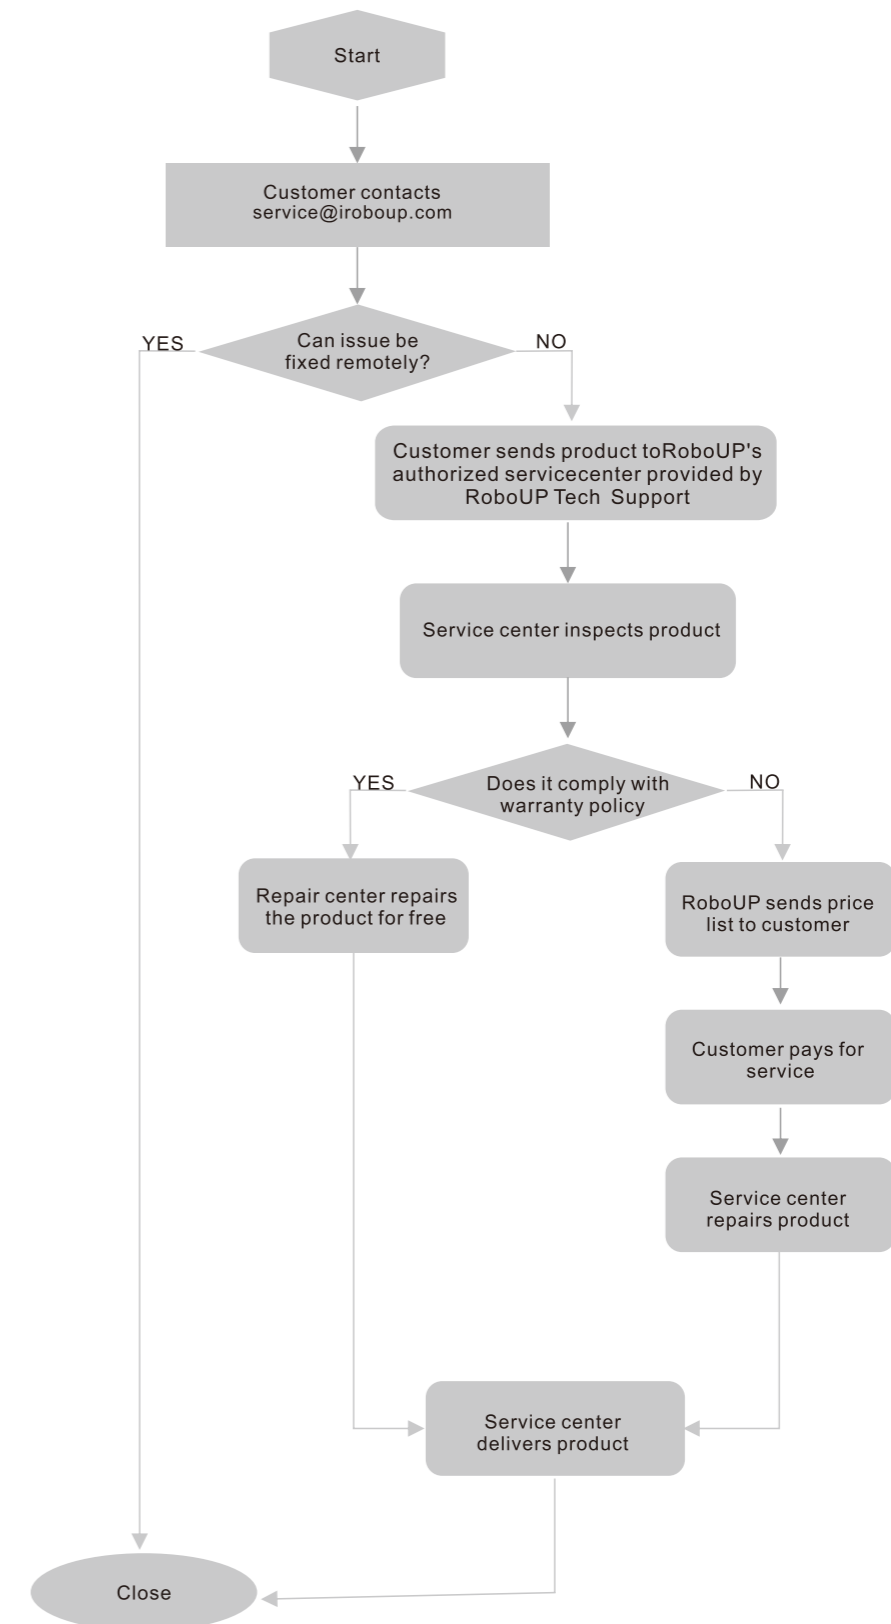 Start
Customer contacts
service@iroboup.com
YES
Can issue be
fixed remotely?
NO
Customer sends product toRoboUP's
authorized servicecenter provided by
RoboUP Tech Support
Service center inspects product
YES
Does it comply with
warranty policy
NO
Repair center repairs
the product for free
RoboUP sends price
list to customer
Customer pays for
service
Service center
repairs product
Service center
delivers product
Close